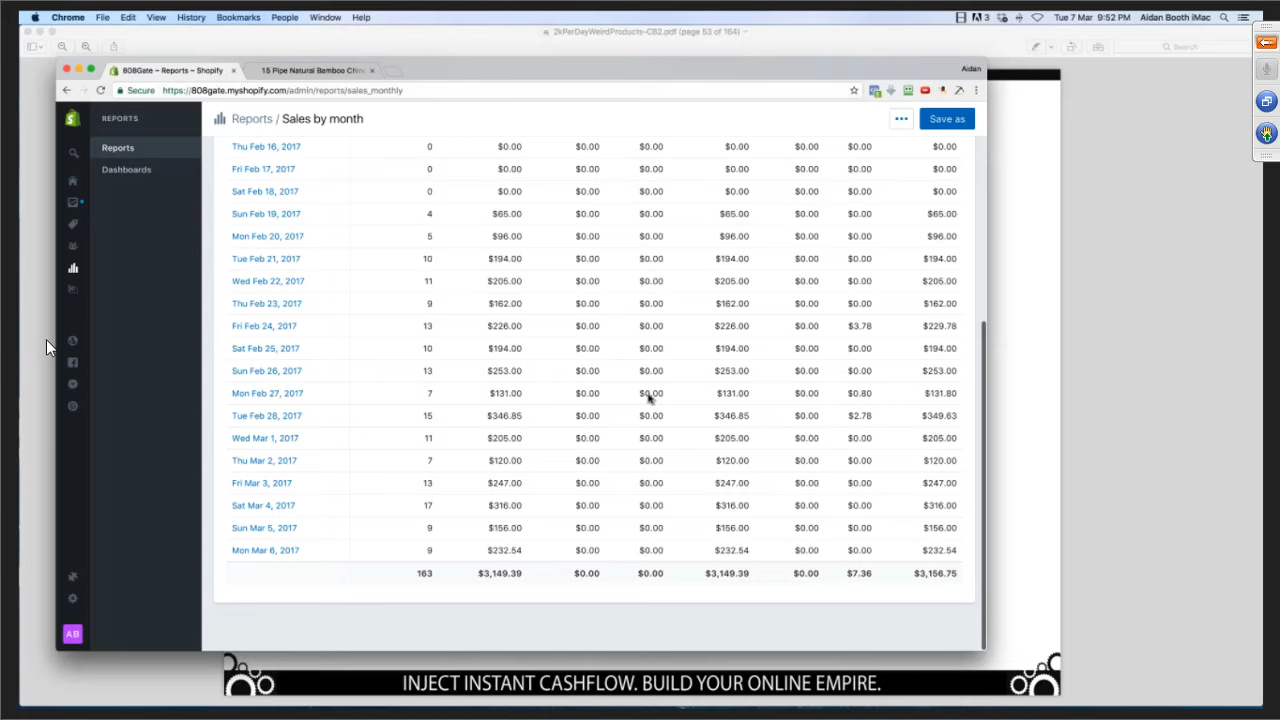 Chrome File Edit View History Bookmarks People Window Help 3 Tue 7 Mar 9:52 PM Aidan Booth iMac
2kPerDayWeirdProducts-CB2.pdf (page 53 of 164)
Search
808Gate ~ Reports ~ Shopify 15 Pipe Natural Bamboo Chim Aidan
Secure https://808gate.myshopify.com/admin/reports/sales_monthly
REPORTS
Reports
Dashboards
AB
Reports / Sales by month ••• Save as
Thu Feb 16, 2017 0 $0.00 $0.00 $0.00 $0.00 $0.00 $0.00 $0.00
Fri Feb 17, 2017 0 $0.00 $0.00 $0.00 $0.00 $0.00 $0.00 $0.00
Sat Feb 18, 2017 0 $0.00 $0.00 $0.00 $0.00 $0.00 $0.00 $0.00
Sun Feb 19, 2017 4 $65.00 $0.00 $0.00 $65.00 $0.00 $0.00 $65.00
Mon Feb 20, 2017 5 $96.00 $0.00 $0.00 $96.00 $0.00 $0.00 $96.00
Tue Feb 21, 2017 10 $194.00 $0.00 $0.00 $194.00 $0.00 $0.00 $194.00
Wed Feb 22, 2017 11 $205.00 $0.00 $0.00 $205.00 $0.00 $0.00 $205.00
Thu Feb 23, 2017 9 $162.00 $0.00 $0.00 $162.00 $0.00 $0.00 $162.00
Fri Feb 24, 2017 13 $226.00 $0.00 $0.00 $226.00 $0.00 $3.78 $229.78
Sat Feb 25, 2017 10 $194.00 $0.00 $0.00 $194.00 $0.00 $0.00 $194.00
Sun Feb 26, 2017 13 $253.00 $0.00 $0.00 $253.00 $0.00 $0.00 $253.00
Mon Feb 27, 2017 7 $131.00 $0.00 $0.00 $131.00 $0.00 $0.80 $131.80
Tue Feb 28, 2017 15 $346.85 $0.00 $0.00 $346.85 $0.00 $2.78 $349.63
Wed Mar 1, 2017 11 $205.00 $0.00 $0.00 $205.00 $0.00 $0.00 $205.00
Thu Mar 2, 2017 7 $120.00 $0.00 $0.00 $120.00 $0.00 $0.00 $120.00
Fri Mar 3, 2017 13 $247.00 $0.00 $0.00 $247.00 $0.00 $0.00 $247.00
Sat Mar 4, 2017 17 $316.00 $0.00 $0.00 $316.00 $0.00 $0.00 $316.00
Sun Mar 5, 2017 9 $156.00 $0.00 $0.00 $156.00 $0.00 $0.00 $156.00
Mon Mar 6, 2017 9 $232.54 $0.00 $0.00 $232.54 $0.00 $0.00 $232.54
163 $3,149.39 $0.00 $0.00 $3,149.39 $0.00 $7.36 $3,156.75
INJECT INSTANT CASHFLOW. BUILD YOUR ONLINE EMPIRE.